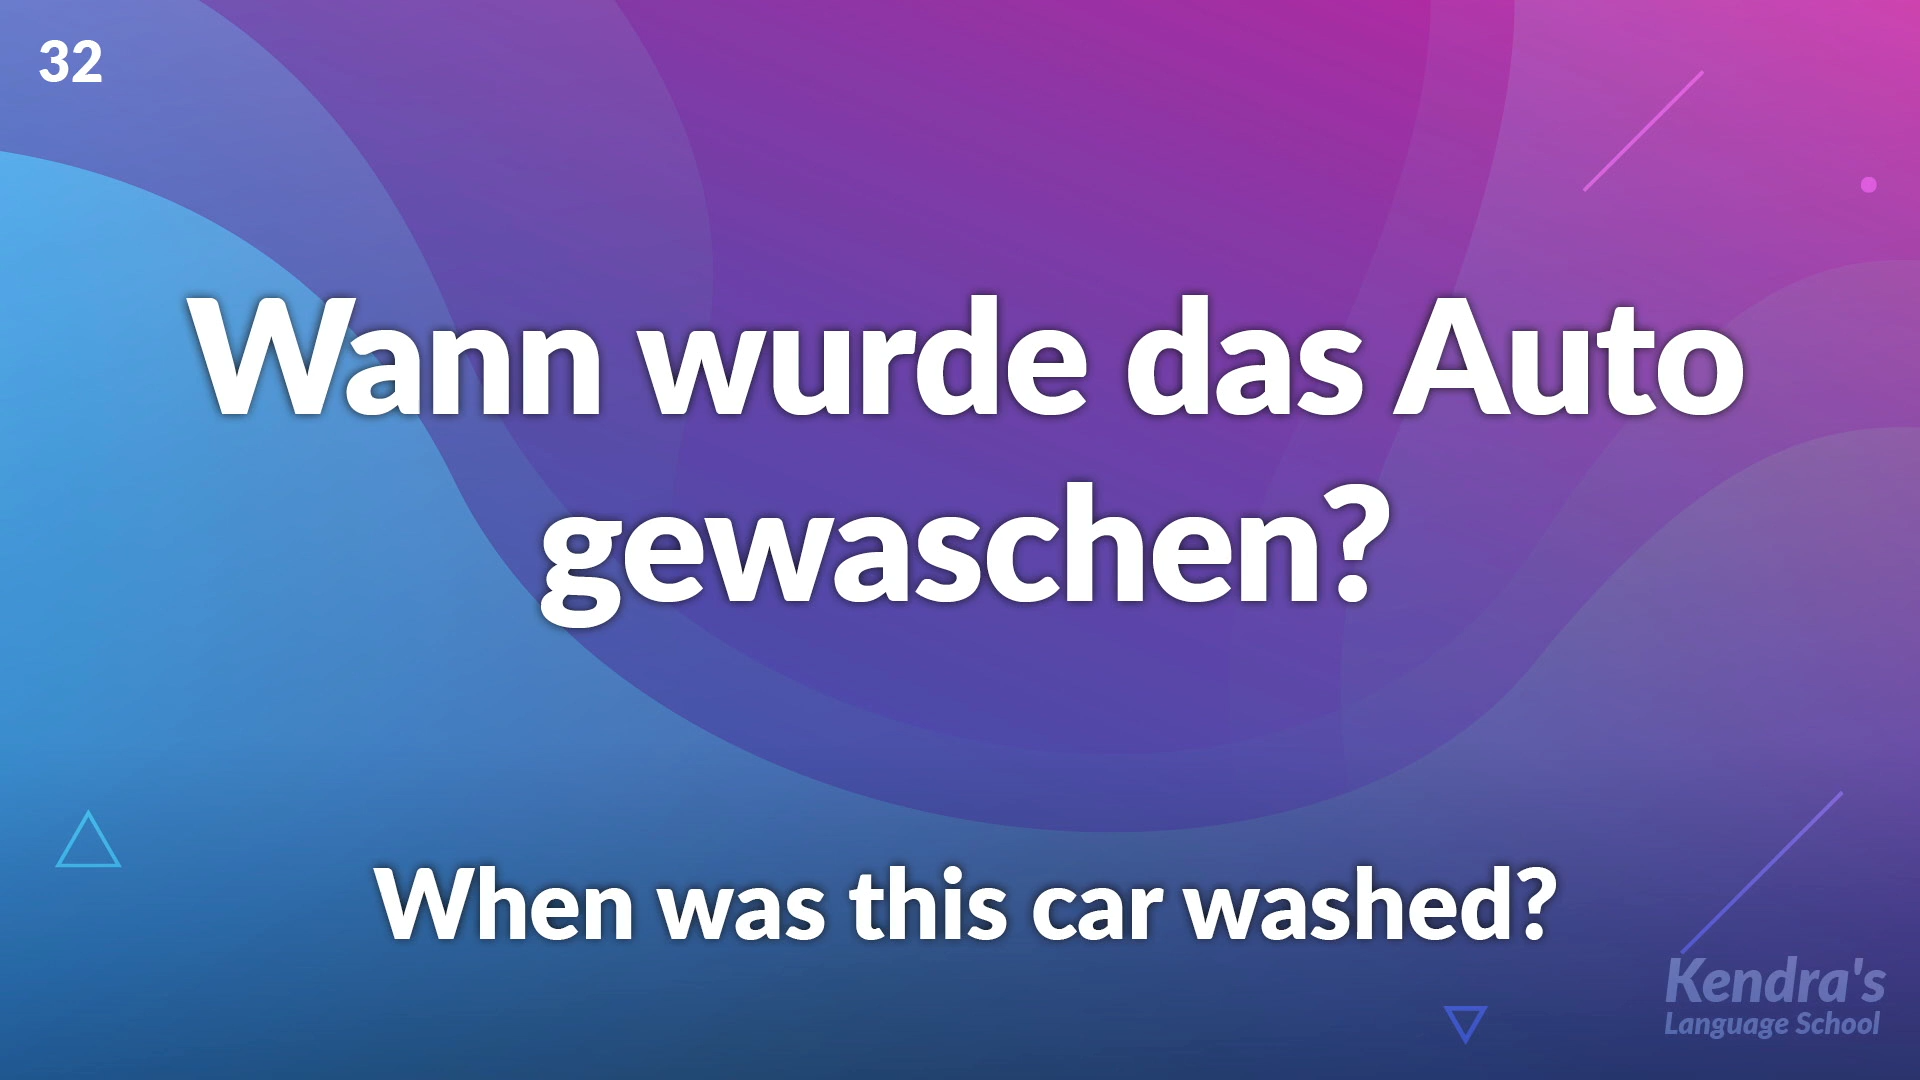 32
Wann wurde das Auto
gewaschen?
When was this car washed?
Kendra's
Language School